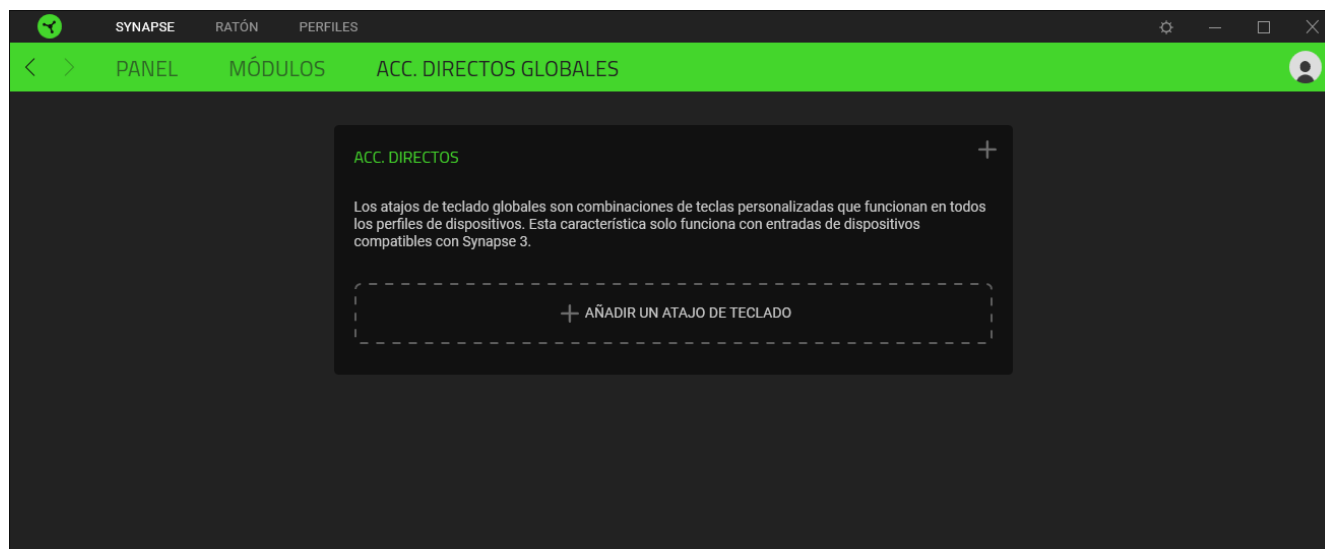 SYNAPSE RATÓN PERFILES
PANEL MÓDULOS ACC. DIRECTOS GLOBALES
ACC. DIRECTOS
Los atajos de teclado globales son combinaciones de teclas personalizadas que funcionan en todos
los perfiles de dispositivos. Esta característica solo funciona con entradas de dispositivos
compatibles con Synapse 3.
AÑADIR UN ATAJO DE TECLADO